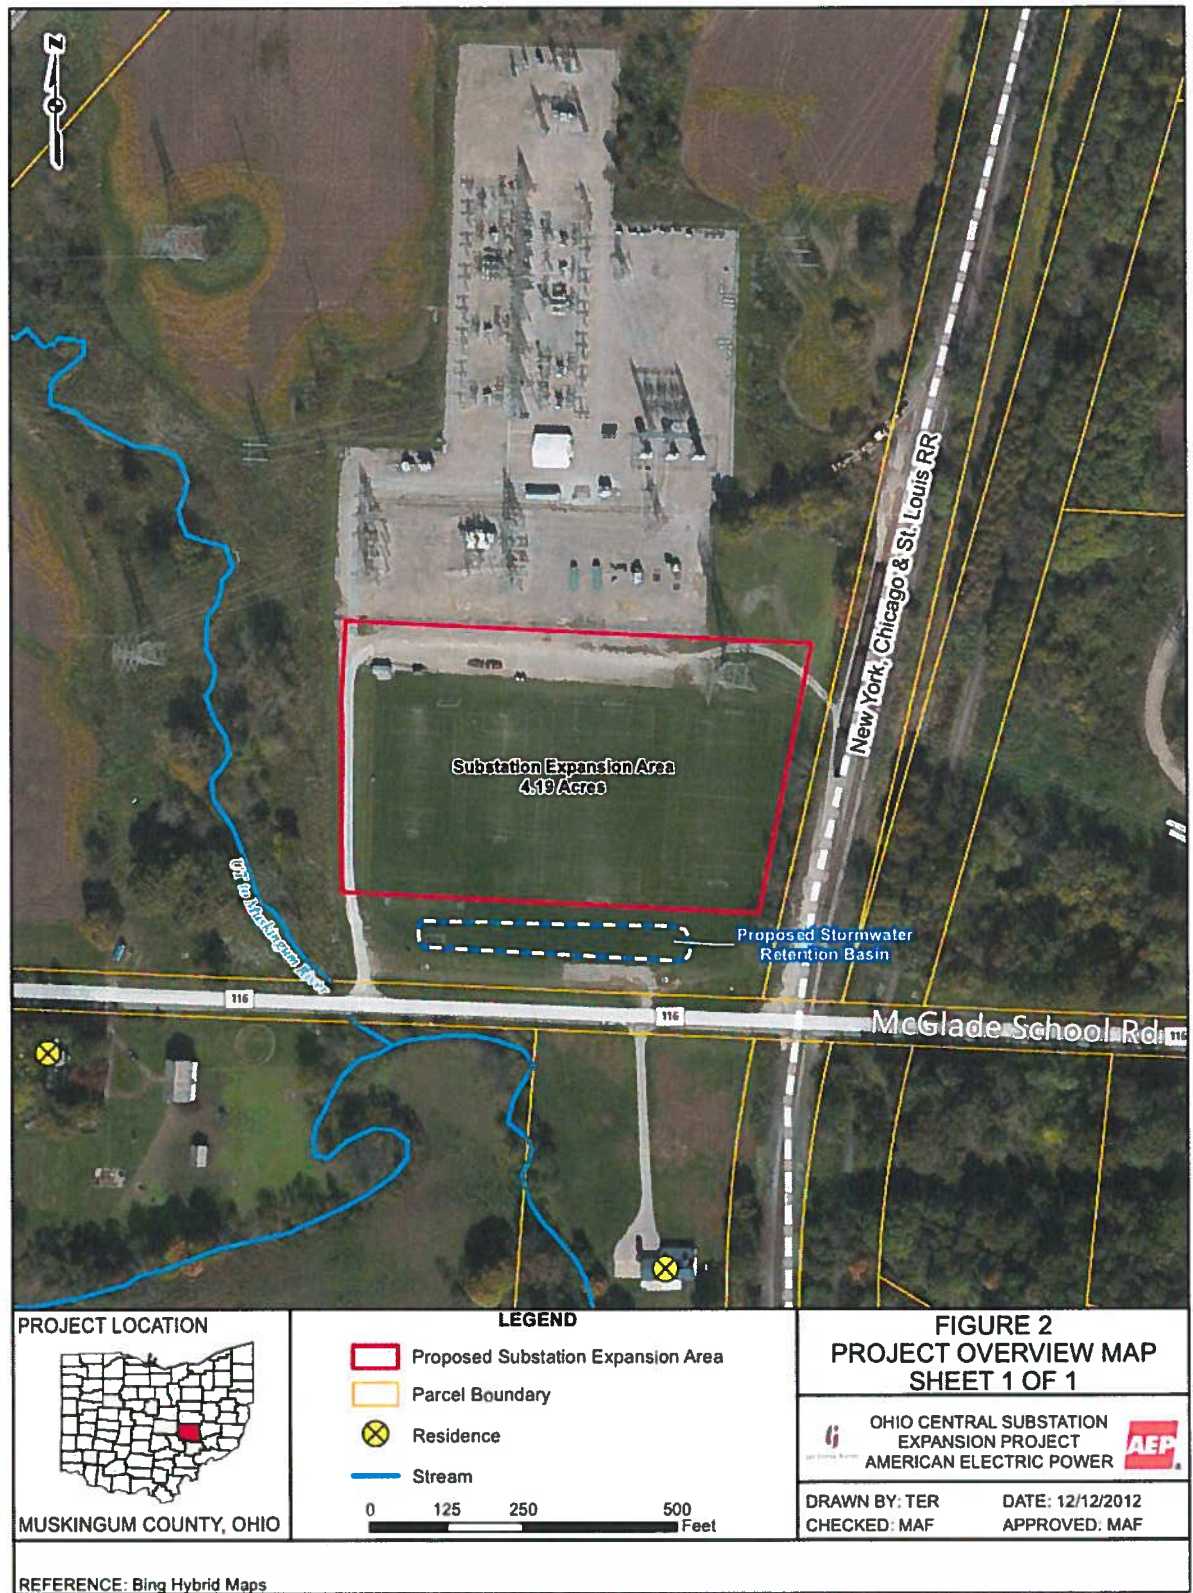 Z
New York, Chicago & St. Louis RR
Substation Expansion Area
4.19 Acres
UT to Muskingum River
Proposed Stormwater
Retention Basin
116
116
McGlade School Rd
116
PROJECT LOCATION
MUSKINGUM COUNTY, OHIO
LEGEND
Proposed Substation Expansion Area
Parcel Boundary
Residence
Stream
0 125 250 500
Feet
FIGURE 2
PROJECT OVERVIEW MAP
SHEET 1 OF 1
OHIO CENTRAL SUBSTATION
EXPANSION PROJECT
AMERICAN ELECTRIC POWER
AEP
DRAWN BY: TER DATE: 12/12/2012
CHECKED: MAF APPROVED: MAF
REFERENCE: Bing Hybrid Maps